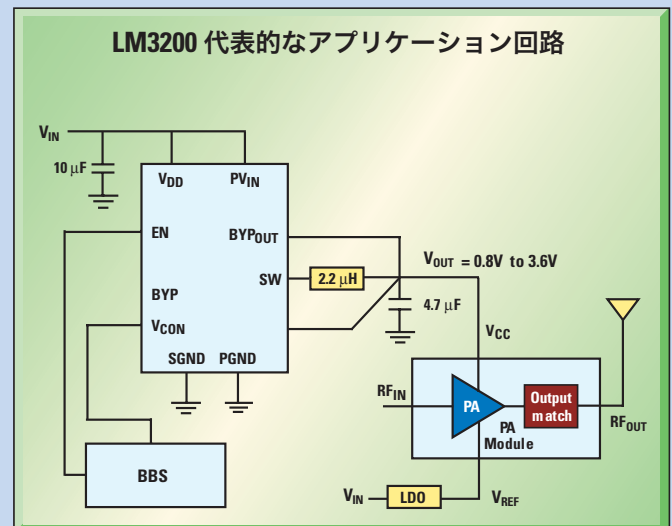 LM3200 代表的なアプリケーション回路
VIN
10 μF
VDD
PVIN
EN
BYPOUT
VOUT = 0.8V to 3.6V
SW
2.2 μH
BYP
4.7 μF
VCON
VCC
SGND
PGND
RFIN
PA
Output
match
PA
Module
RFOUT
BBS
VIN
LDO
VREF